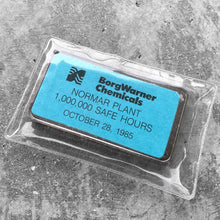 BorgWarner
Chemicals
NORMAR PLANT
1,000,000 SAFE HOURS
OCTOBER 28, 1985